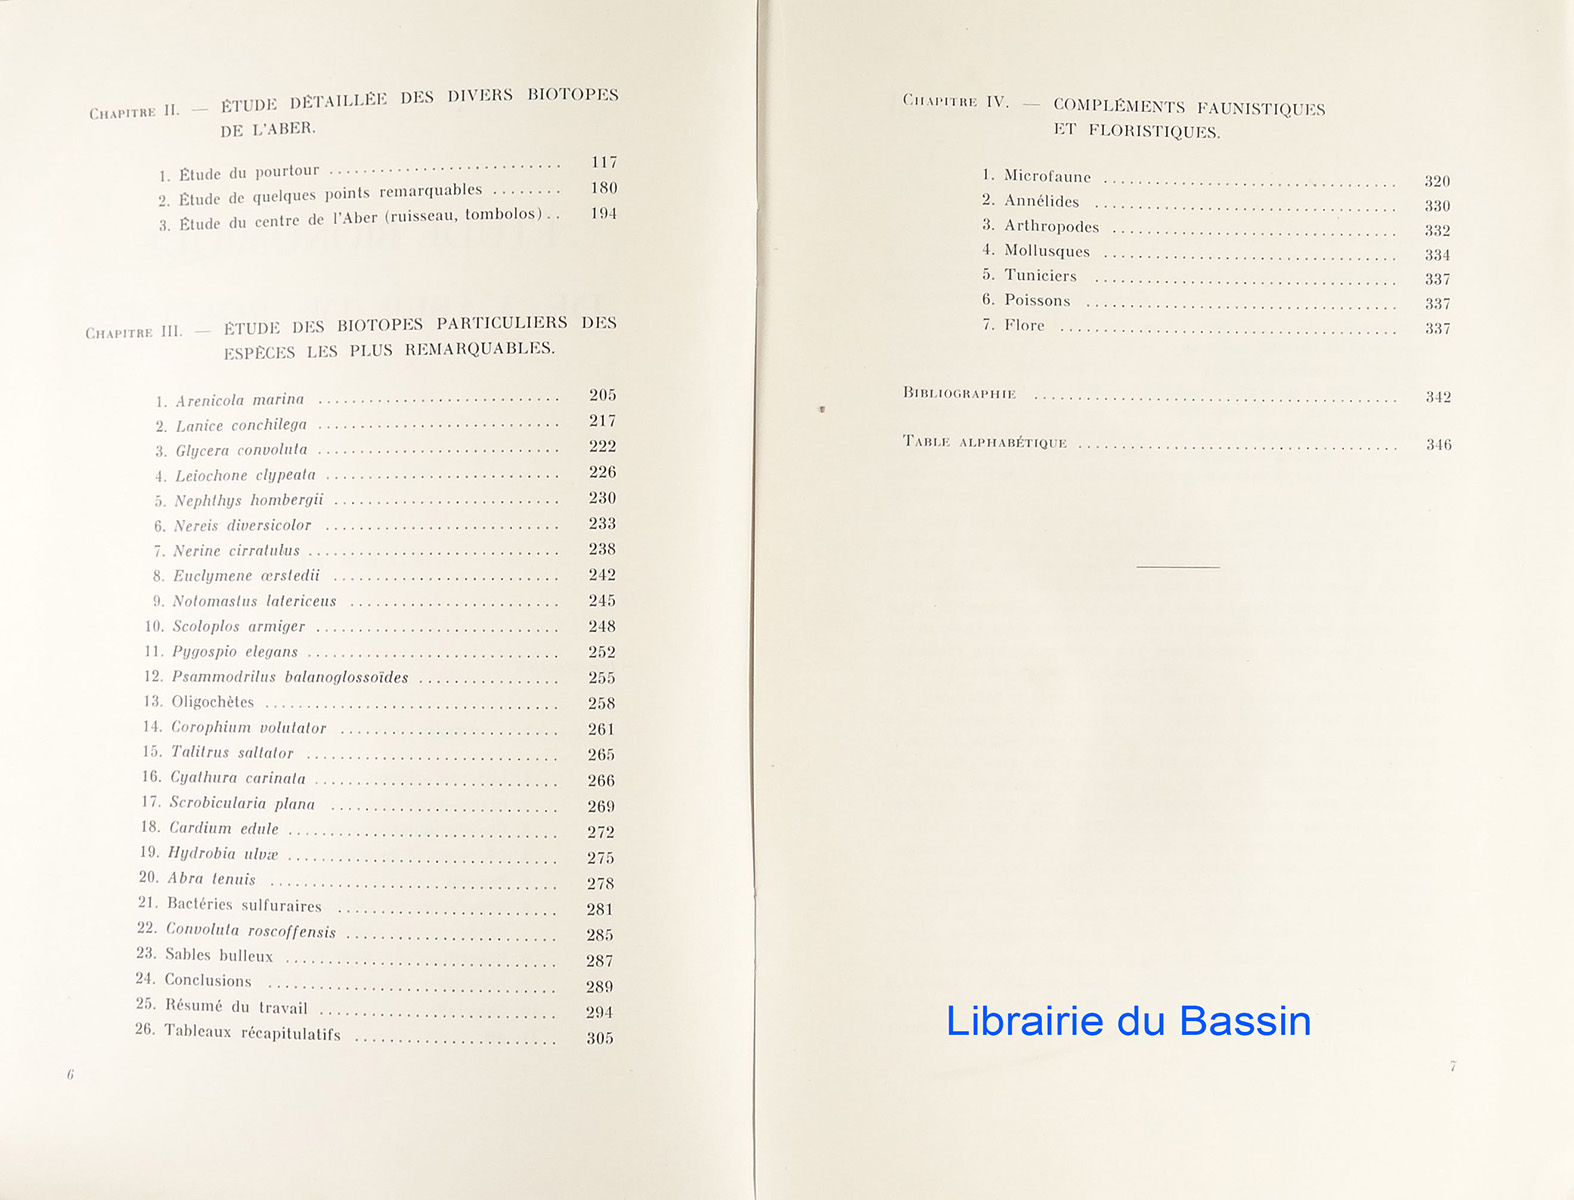 CHAPITRE II. — ÉTUDE DÉTAILLÉE DES DIVERS BIOTOPES
DE L'ABER.
1. Étude du pourtour ........................... 117
2. Étude de quelques points remarquables ........ 180
3. Étude du centre de l'Aber (ruisseau, tombolos) .. 194
CHAPITRE III. — ÉTUDE DES BIOTOPES PARTICULIERS DES
ESPÈCES LES PLUS REMARQUABLES.
1. Arenicola marina ........................... 205
2. Lanice conchilega ........................... 217
3. Glycera convoluta ........................... 222
4. Leiochone clypeata ......................... 226
5. Nephthys hombergii ......................... 230
6. Nereis diversicolor ......................... 233
7. Nerine cirratulus ........................... 238
8. Euclymene œrstedii ......................... 242
9. Notomastus latericeus ....................... 245
10. Scoloplos armiger ........................... 248
11. Pygospio elegans ........................... 252
12. Psammodrilus balanoglossoïdes ............... 255
13. Oligochètes ................................. 258
14. Corophium volutator ......................... 261
15. Talitrus saltator ........................... 265
16. Cyathura carinata ........................... 266
17. Scrobicularia plana ......................... 269
18. Cardium edule ............................... 272
19. Hydrobia ulvæ ............................... 275
20. Abra tenuis ................................. 278
21. Bactéries sulfuraires ....................... 281
22. Convoluta roscoffensis ....................... 285
23. Sables bulleux ............................... 287
24. Conclusions ................................. 289
25. Résumé du travail ........................... 294
26. Tableaux récapitulatifs ..................... 305
6
CHAPITRE IV. — COMPLÉMENTS FAUNISTIQUES
ET FLORISTIQUES.
1. Microfaune ................................. 320
2. Annélides ................................. 330
3. Arthropodes ............................... 332
4. Mollusques ................................. 334
5. Tuniciers ................................. 337
6. Poissons ................................... 337
7. Flore ..................................... 337
BIBLIOGRAPHIE ................................. 342
TABLE ALPHABÉTIQUE ............................. 346
Librairie du Bassin
7